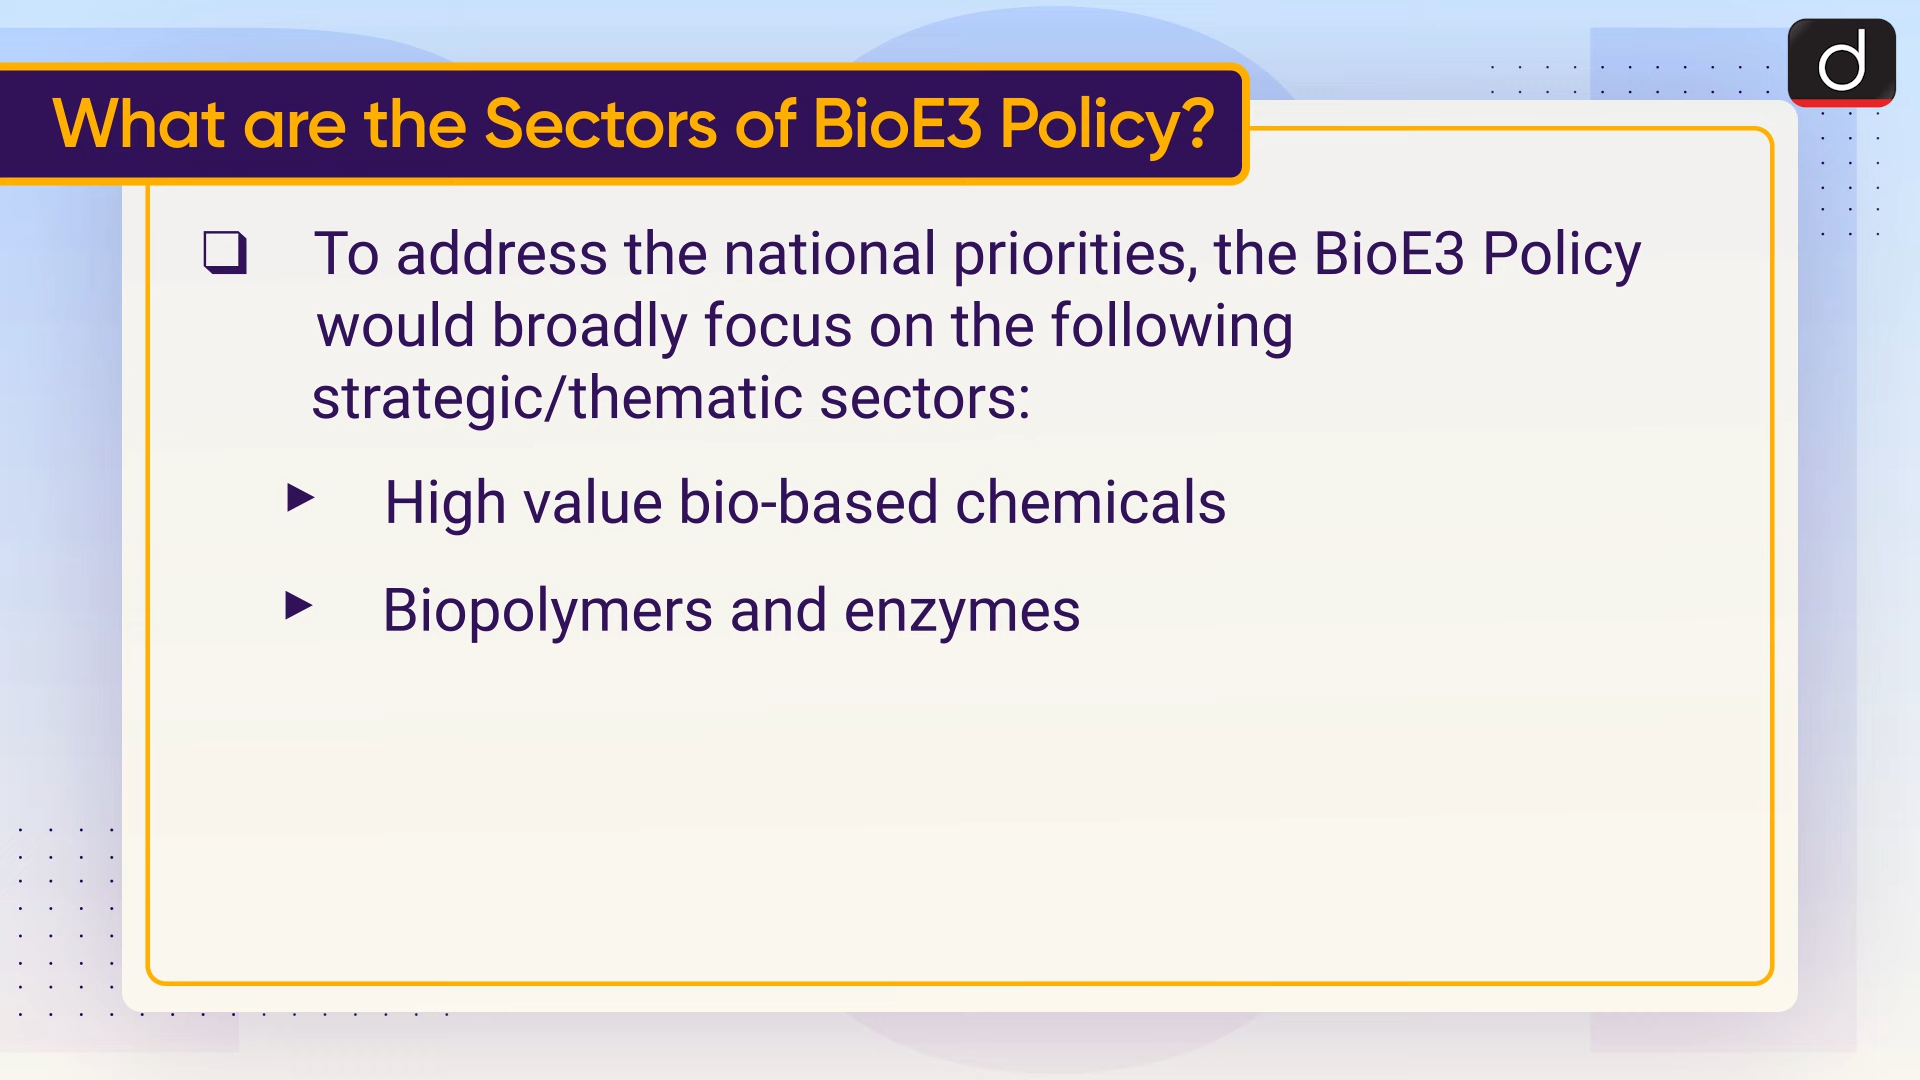 What are the Sectors of BioE3 Policy?
d
❑ To address the national priorities, the BioE3 Policy
would broadly focus on the following
strategic/thematic sectors:
► High value bio-based chemicals
► Biopolymers and enzymes